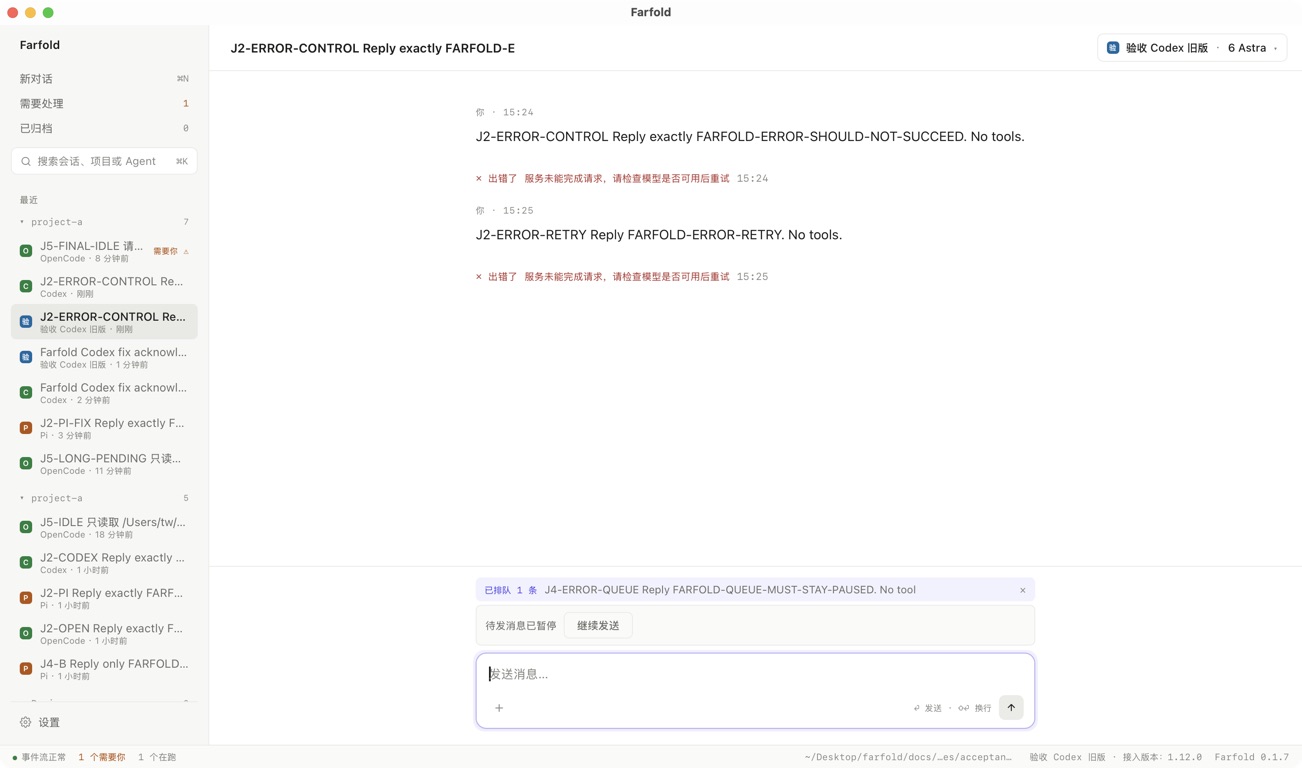 Farfold
Farfold
新对话 ⌘N
需要处理 1
已归档 0
搜索会话、项目或 Agent ⌘K
最近
project-a 7
O J5-FINAL-IDLE 请... 需要你
OpenCode · 8 分钟前
C J2-ERROR-CONTROL Re...
Codex · 刚刚
验 J2-ERROR-CONTROL Re...
验收 Codex 旧版 · 刚刚
验 Farfold Codex fix acknowl...
验收 Codex 旧版 · 1 分钟前
C Farfold Codex fix acknowl...
Codex · 2 分钟前
P J2-PI-FIX Reply exactly F...
Pi · 3 分钟前
O J5-LONG-PENDING 只读...
OpenCode · 11 分钟前
project-a 5
O J5-IDLE 只读取 /Users/tw/...
OpenCode · 18 分钟前
C J2-CODEX Reply exactly ...
Codex · 1 小时前
P J2-PI Reply exactly FARF...
Pi · 1 小时前
O J2-OPEN Reply exactly F...
OpenCode · 1 小时前
P J4-B Reply only FARFOLD...
Pi · 1 小时前
设置
J2-ERROR-CONTROL Reply exactly FARFOLD-E
验 验收 Codex 旧版 · 6 Astra
你 · 15:24
J2-ERROR-CONTROL Reply exactly FARFOLD-ERROR-SHOULD-NOT-SUCCEED. No tools.
× 出错了 服务未能完成请求，请检查模型是否可用后重试 15:24
你 · 15:25
J2-ERROR-RETRY Reply FARFOLD-ERROR-RETRY. No tools.
× 出错了 服务未能完成请求，请检查模型是否可用后重试 15:25
已排队 1 条 J4-ERROR-QUEUE Reply FARFOLD-QUEUE-MUST-STAY-PAUSED. No tool ×
待发消息已暂停 继续发送
发送消息...
+ 发送 · 换行
事件流正常 1 个需要你 1 个在跑
~/Desktop/farfold/docs/…es/acceptan… 验收 Codex 旧版 · 接入版本: 1.12.0 Farfold 0.1.7